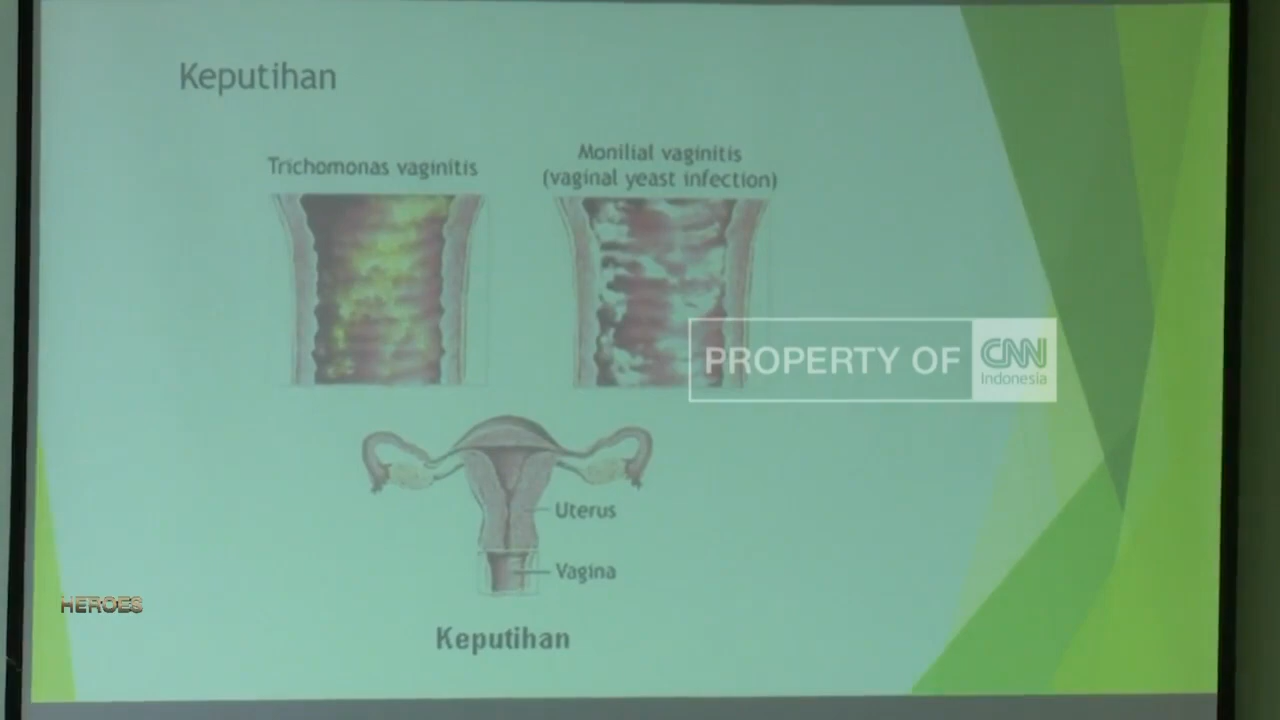 Keputihan
Trichomonas vaginitis
Monilial vaginitis
(vaginal yeast infection)
PROPERTY OF CNN
Indonesia
Uterus
Vagina
HEROES
Keputihan